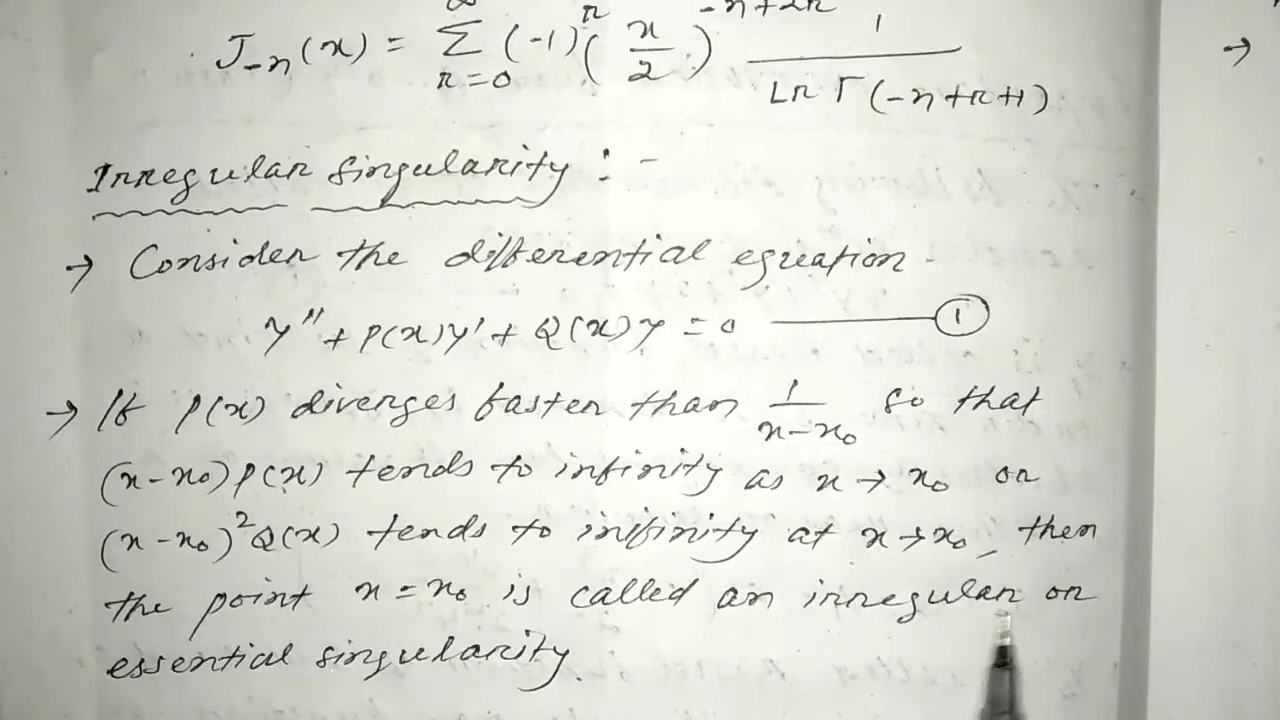 J₋ₙ(x) = ∞ Σ r=0 (-1)^r (x/2)^(-n+2r) 1/(Lr Γ(-n+r+1))
→
Irregular Singularity : -
→ Consider the differential equation -
y'' + P(x)y' + Q(x)y = 0 ——— ①
→ If P(x) diverges faster than 1/(x-x₀) so that
(x-x₀)P(x) tends to infinity as x → x₀ or
(x-x₀)²Q(x) tends to infinity at x→x₀, then
the point x = x₀ is called an irregular or
essential singularity.